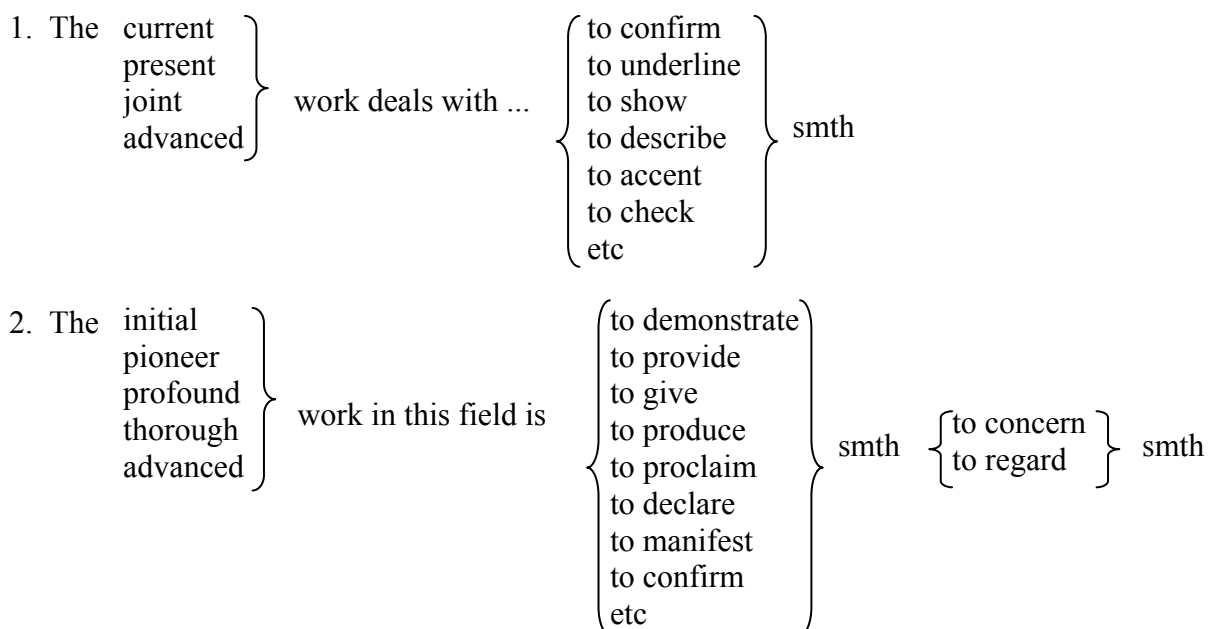 1. The current to confirm
present to underline
joint work deals with ... to show smth
advanced to describe
to accent
to check
etc
2. The initial to demonstrate
pioneer to provide
profound to give to concern
thorough work in this field is to produce smth to regard smth
advanced to proclaim
to declare
to manifest
to confirm
etc